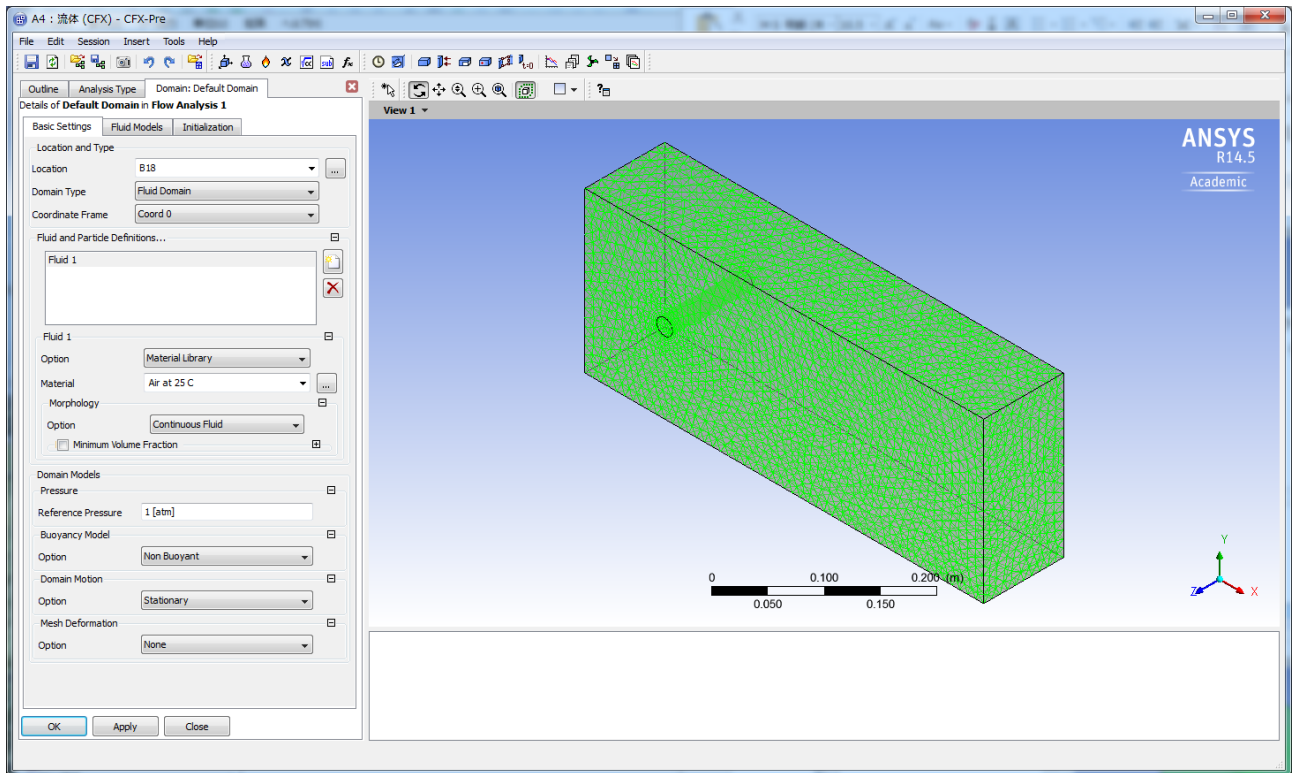 A4 : 流体 (CFX) - CFX-Pre
File Edit Session Insert Tools Help
Outline Analysis Type Domain: Default Domain
Details of Default Domain in Flow Analysis 1
Basic Settings Fluid Models Initialization
Location and Type
Location B18 ...
Domain Type Fluid Domain
Coordinate Frame Coord 0
Fluid and Particle Definitions...
Fluid 1
Fluid 1
Option Material Library
Material Air at 25 C ...
Morphology
Option Continuous Fluid
Minimum Volume Fraction
Domain Models
Pressure
Reference Pressure 1 [atm]
Buoyancy Model
Option Non Buoyant
Domain Motion
Option Stationary
Mesh Deformation
Option None
OK Apply Close
View 1
ANSYS
R14.5
Academic
0 0.100 0.200 (m)
0.050 0.150
Y
Z X